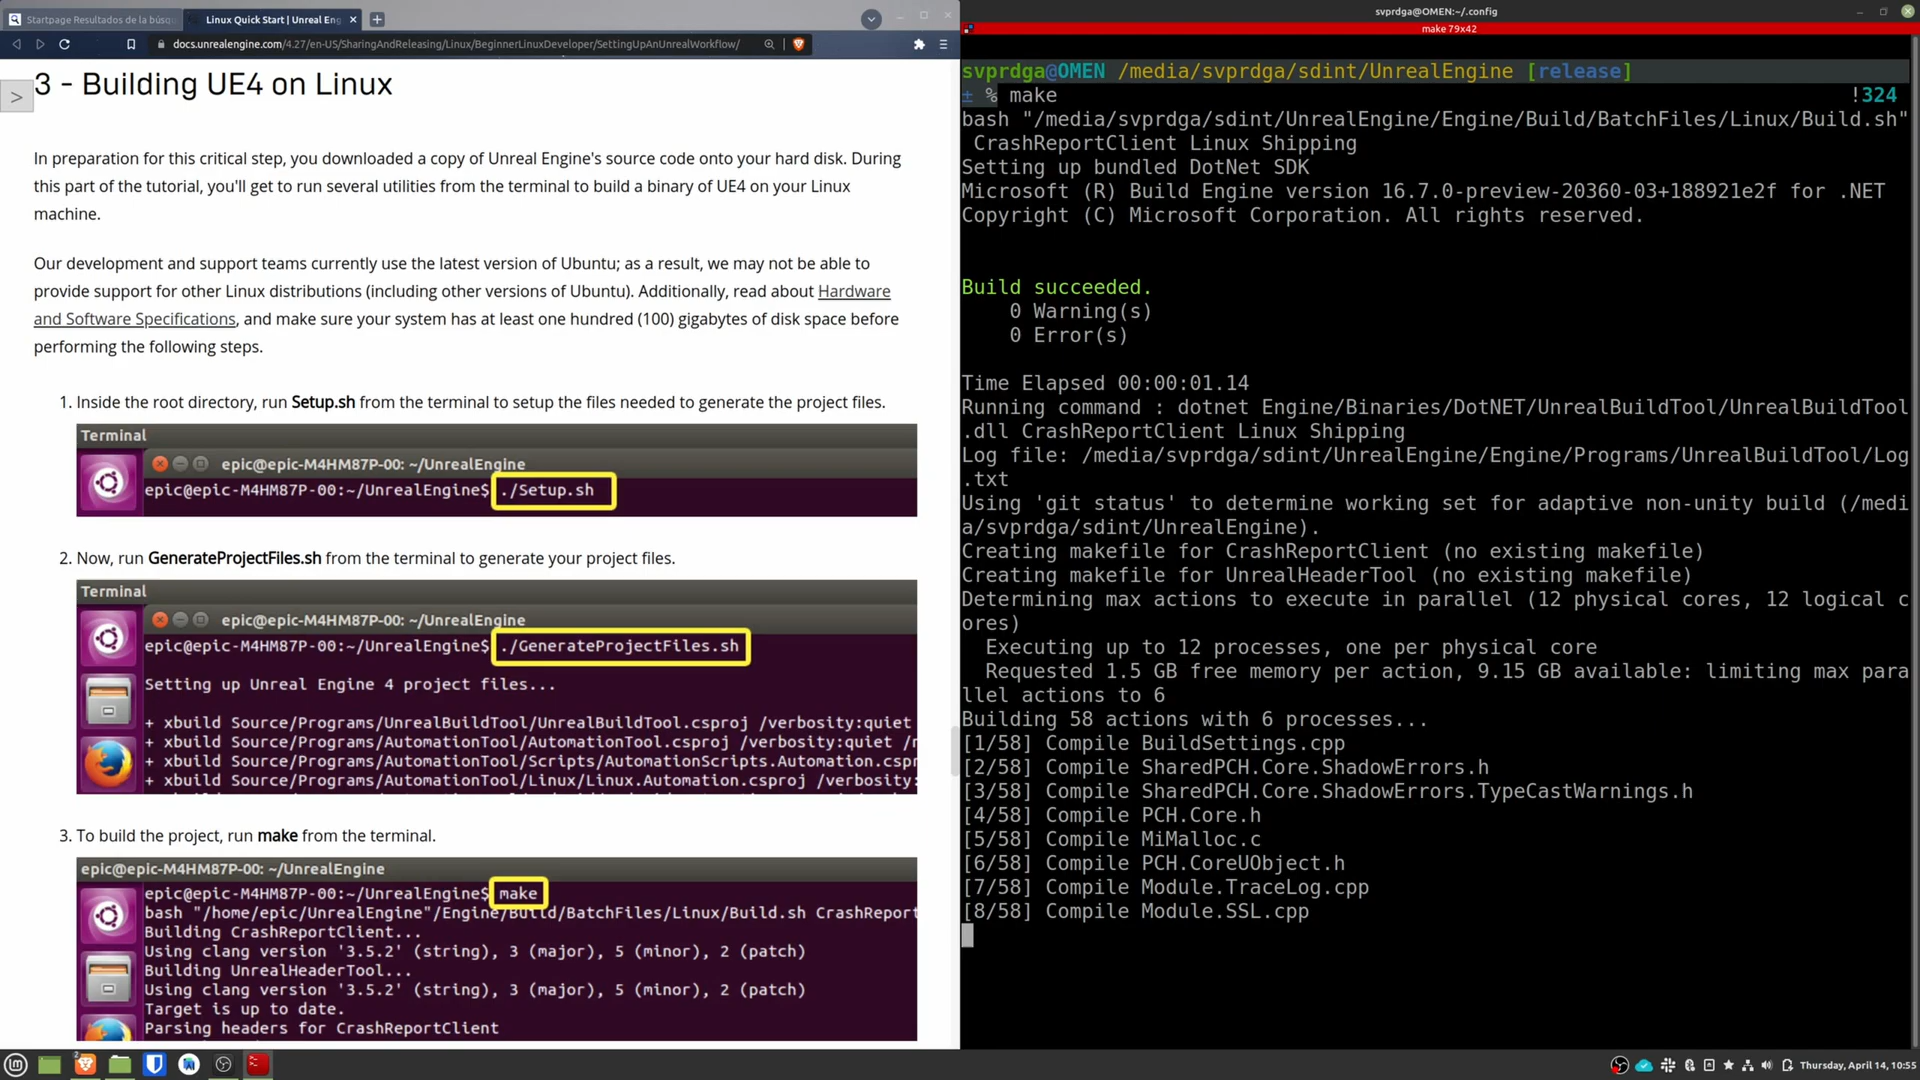 Startpage Resultados de la búsq
Linux Quick Start | Unreal Eng
docs.unrealengine.com/4.27/en-US/SharingAndReleasing/Linux/BeginnerLinuxDeveloper/SettingUpAnUnrealWorkflow/
3 - Building UE4 on Linux
>
In preparation for this critical step, you downloaded a copy of Unreal Engine's source code onto your hard disk. During
this part of the tutorial, you'll get to run several utilities from the terminal to build a binary of UE4 on your Linux
machine.
Our development and support teams currently use the latest version of Ubuntu; as a result, we may not be able to
provide support for other Linux distributions (including other versions of Ubuntu). Additionally, read about Hardware
and Software Specifications, and make sure your system has at least one hundred (100) gigabytes of disk space before
performing the following steps.
1. Inside the root directory, run Setup.sh from the terminal to setup the files needed to generate the project files.
Terminal
epic@epic-M4HM87P-00: ~/UnrealEngine
epic@epic-M4HM87P-00:~/UnrealEngine$ ./Setup.sh
2. Now, run GenerateProjectFiles.sh from the terminal to generate your project files.
Terminal
epic@epic-M4HM87P-00: ~/UnrealEngine
epic@epic-M4HM87P-00:~/UnrealEngine$ ./GenerateProjectFiles.sh
Setting up Unreal Engine 4 project files...
+ xbuild Source/Programs/UnrealBuildTool/UnrealBuildTool.csproj /verbosity:quiet
+ xbuild Source/Programs/AutomationTool/AutomationTool.csproj /verbosity:quiet /n
+ xbuild Source/Programs/AutomationTool/Scripts/AutomationScripts.Automation.cspr
+ xbuild Source/Programs/AutomationTool/Linux/Linux.Automation.csproj /verbosity:
3. To build the project, run make from the terminal.
epic@epic-M4HM87P-00: ~/UnrealEngine
epic@epic-M4HM87P-00:~/UnrealEngine$ make
bash "/home/epic/UnrealEngine"/Engine/Build/BatchFiles/Linux/Build.sh CrashReport
Building CrashReportClient...
Using clang version '3.5.2' (string), 3 (major), 5 (minor), 2 (patch)
Building UnrealHeaderTool...
Using clang version '3.5.2' (string), 3 (major), 5 (minor), 2 (patch)
Target is up to date.
Parsing headers for CrashReportClient
svprdga@OMEN:~/.config
make 79x42
svprdga@OMEN /media/svprdga/sdint/UnrealEngine [release]
± % make !324
bash "/media/svprdga/sdint/UnrealEngine/Engine/Build/BatchFiles/Linux/Build.sh"
CrashReportClient Linux Shipping
Setting up bundled DotNet SDK
Microsoft (R) Build Engine version 16.7.0-preview-20360-03+188921e2f for .NET
Copyright (C) Microsoft Corporation. All rights reserved.
Build succeeded.
0 Warning(s)
0 Error(s)
Time Elapsed 00:00:01.14
Running command : dotnet Engine/Binaries/DotNET/UnrealBuildTool/UnrealBuildTool
.dll CrashReportClient Linux Shipping
Log file: /media/svprdga/sdint/UnrealEngine/Engine/Programs/UnrealBuildTool/Log
.txt
Using 'git status' to determine working set for adaptive non-unity build (/medi
a/svprdga/sdint/UnrealEngine).
Creating makefile for CrashReportClient (no existing makefile)
Creating makefile for UnrealHeaderTool (no existing makefile)
Determining max actions to execute in parallel (12 physical cores, 12 logical c
ores)
Executing up to 12 processes, one per physical core
Requested 1.5 GB free memory per action, 9.15 GB available: limiting max para
llel actions to 6
Building 58 actions with 6 processes...
[1/58] Compile BuildSettings.cpp
[2/58] Compile SharedPCH.Core.ShadowErrors.h
[3/58] Compile SharedPCH.Core.ShadowErrors.TypeCastWarnings.h
[4/58] Compile PCH.Core.h
[5/58] Compile MiMalloc.c
[6/58] Compile PCH.CoreUObject.h
[7/58] Compile Module.TraceLog.cpp
[8/58] Compile Module.SSL.cpp
Thursday, April 14, 10:55